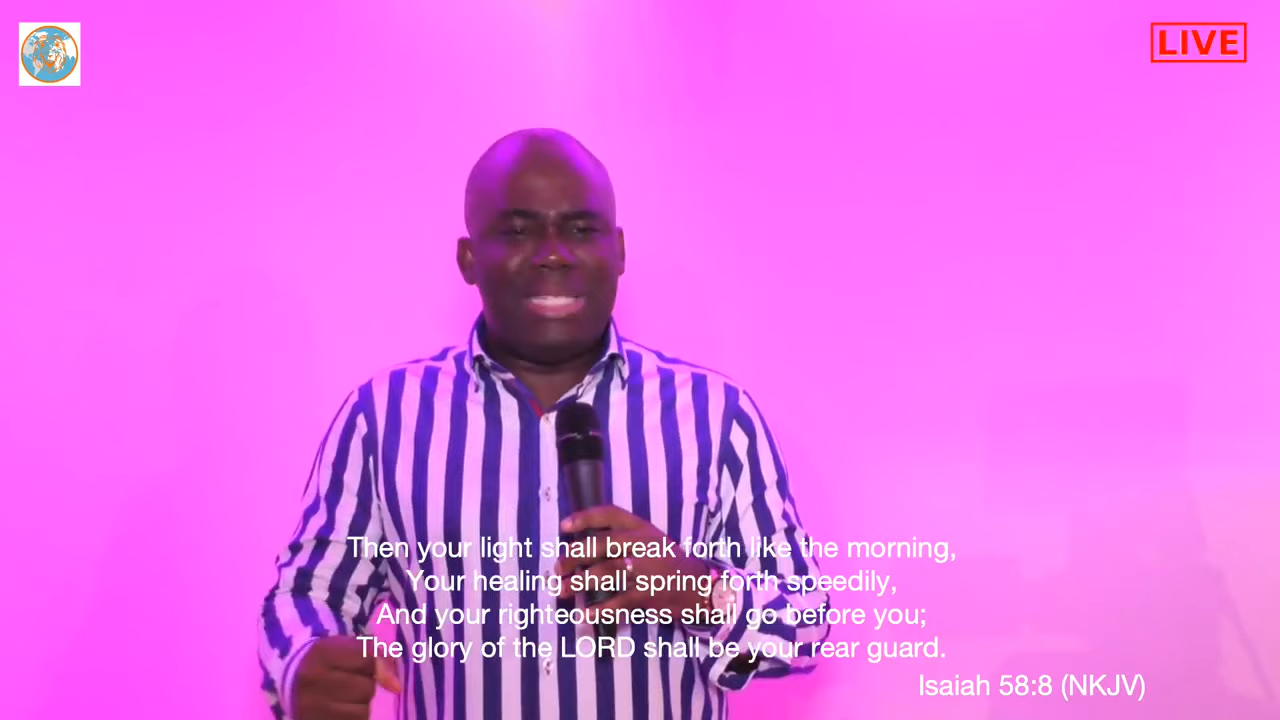 LIVE
Then your light shall break forth like the morning,
Your healing shall spring forth speedily,
And your righteousness shall go before you;
The glory of the LORD shall be your rear guard.
Isaiah 58:8 (NKJV)